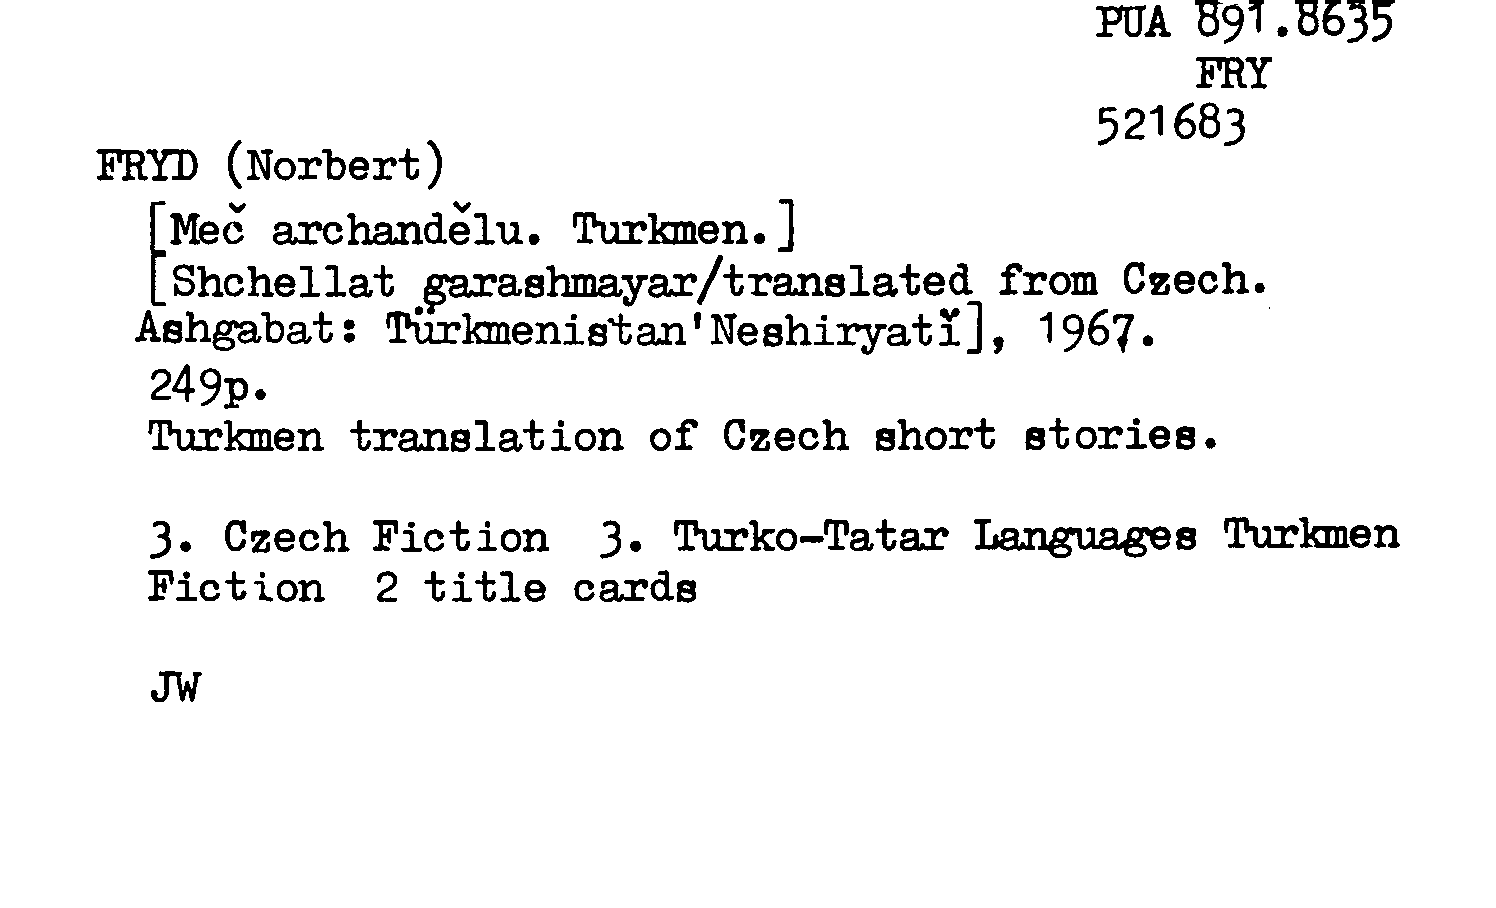 PUA 891.8635
FRY
521683
FRYD (Norbert)
[Meč archandělu. Turkmen.]
[Shchellat garashmayar/translated from Czech.
Ashgabat: Türkmenistan'Neshiryatǐ], 1967.
249p.
Turkmen translation of Czech short stories.
3. Czech Fiction 3. Turko-Tatar Languages Turkmen
Fiction 2 title cards
JW